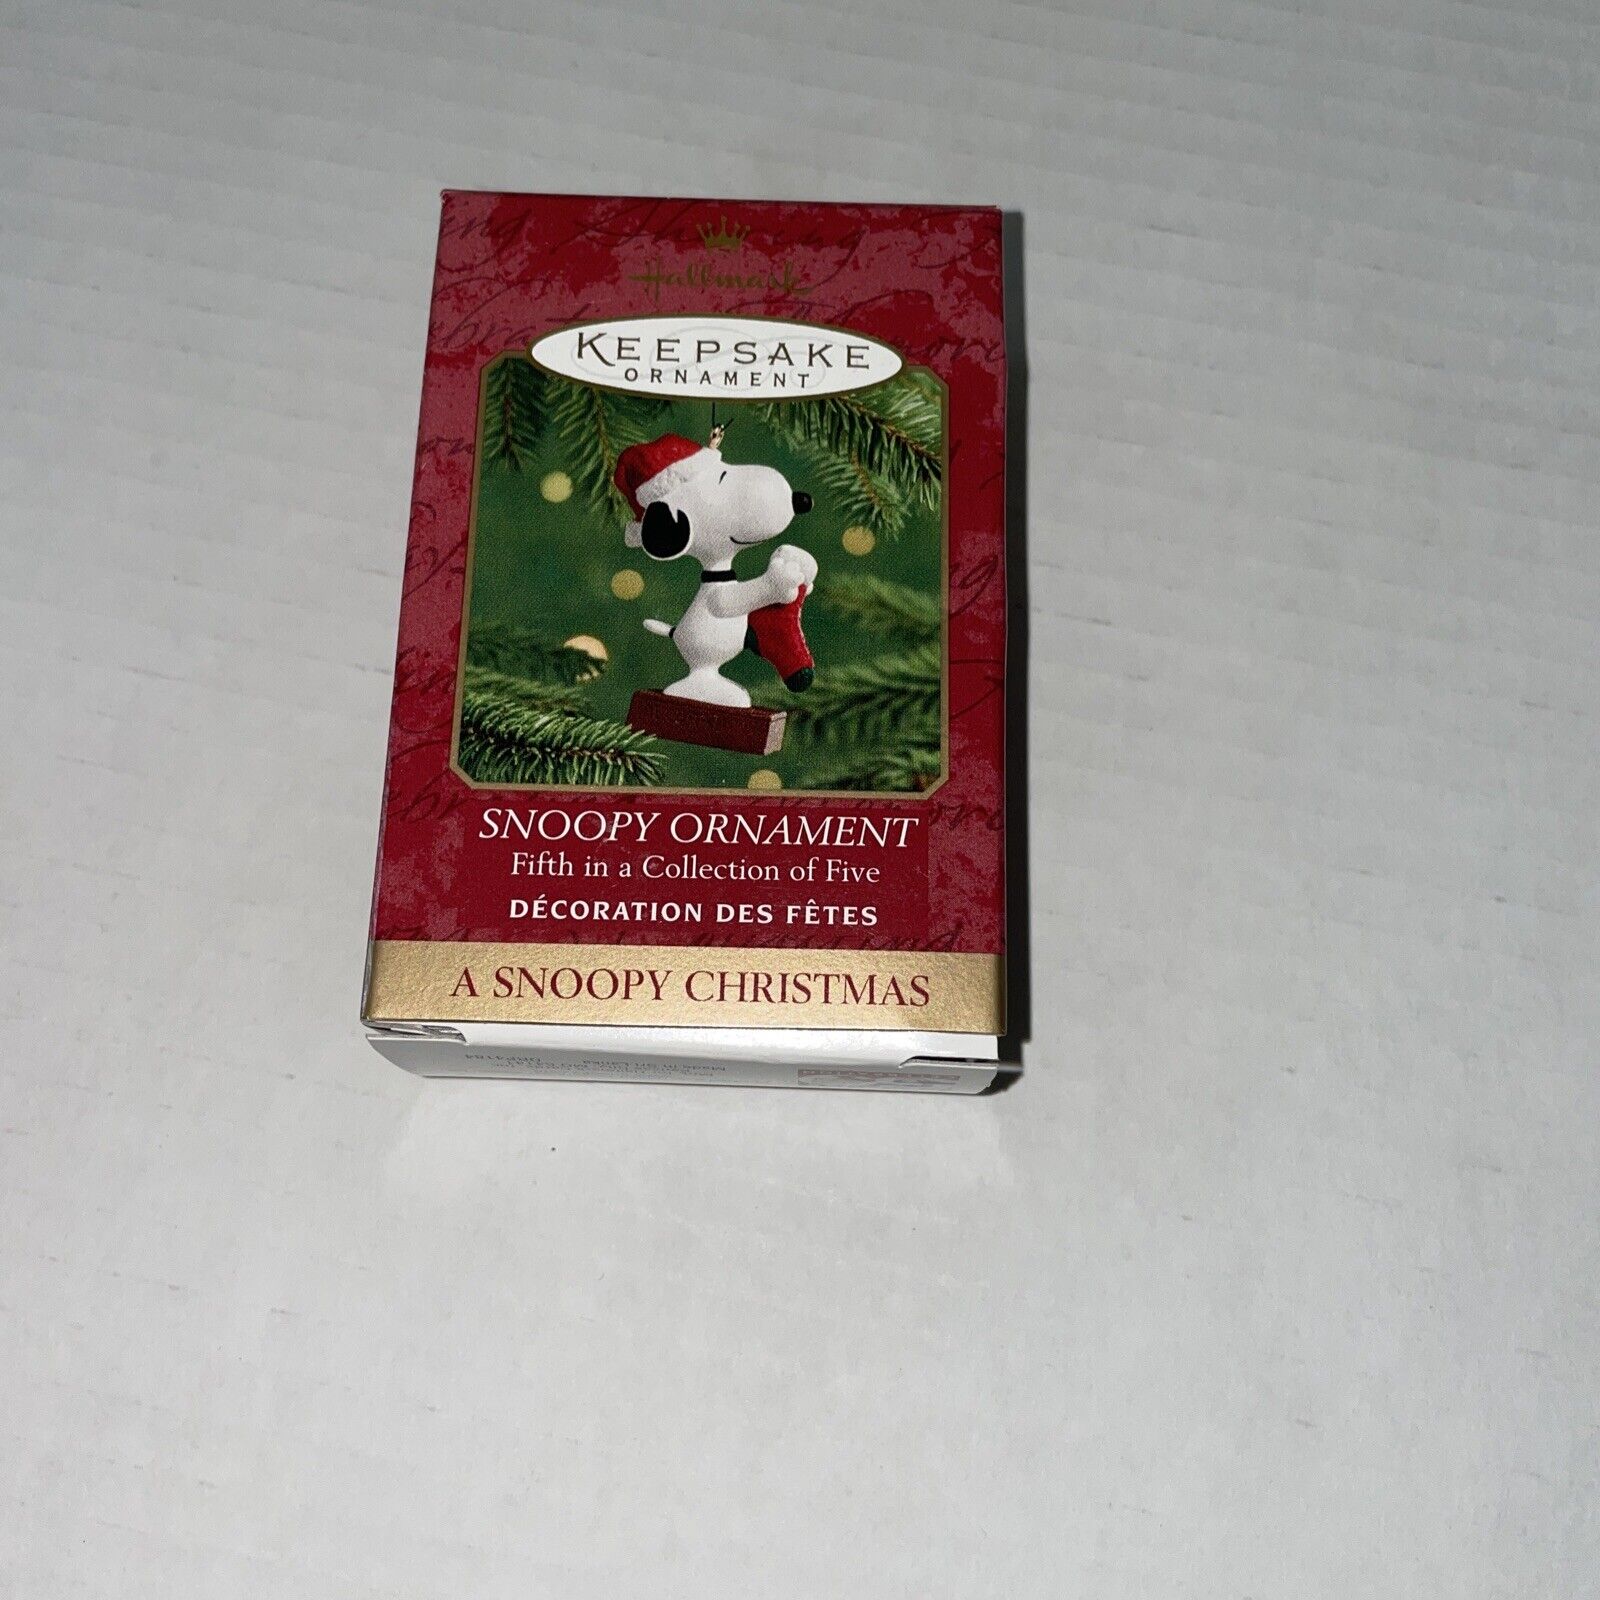 Hallmark
KEEPSAKE
ORNAMENT
SNOOPY ORNAMENT
Fifth in a Collection of Five
DÉCORATION DES FÊTES
A SNOOPY CHRISTMAS